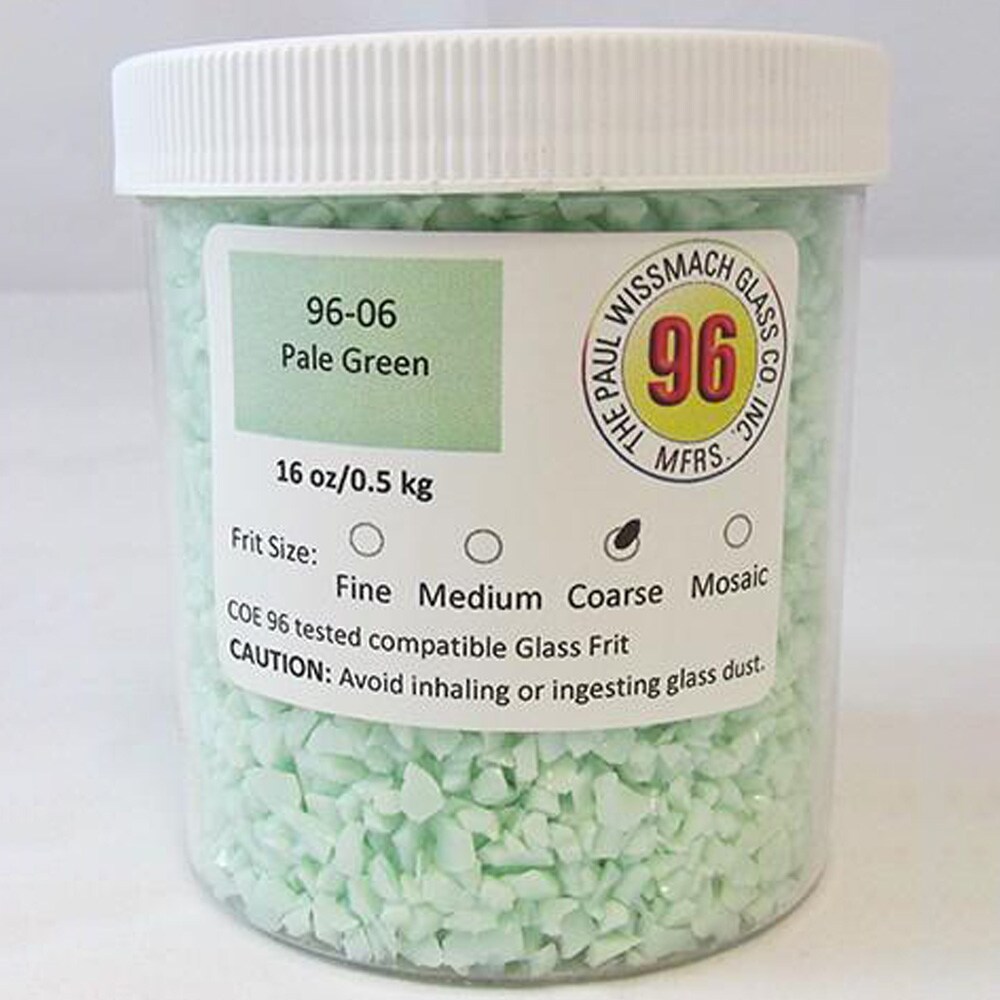 96-06
Pale Green
THE PAUL WISSMACH GLASS CO. INC.
MFRS.
96
16 oz/0.5 kg
Frit Size:
Fine Medium Coarse Mosaic
COE 96 tested compatible Glass Frit
CAUTION: Avoid inhaling or ingesting glass dust.